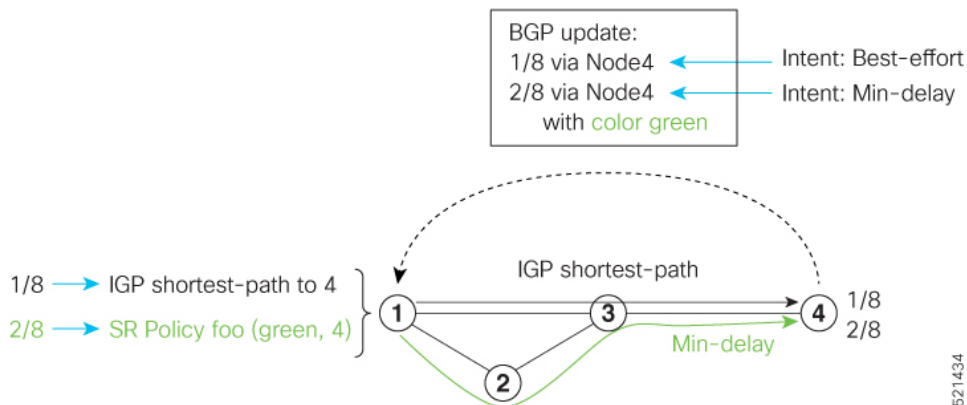 BGP update:
1/8 via Node4
Intent: Best-effort
2/8 via Node4
Intent: Min-delay
with color green
1/8
IGP shortest-path to 4
2/8
SR Policy foo (green, 4)
IGP shortest-path
1
3
4
2
1/8
2/8
Min-delay
521434